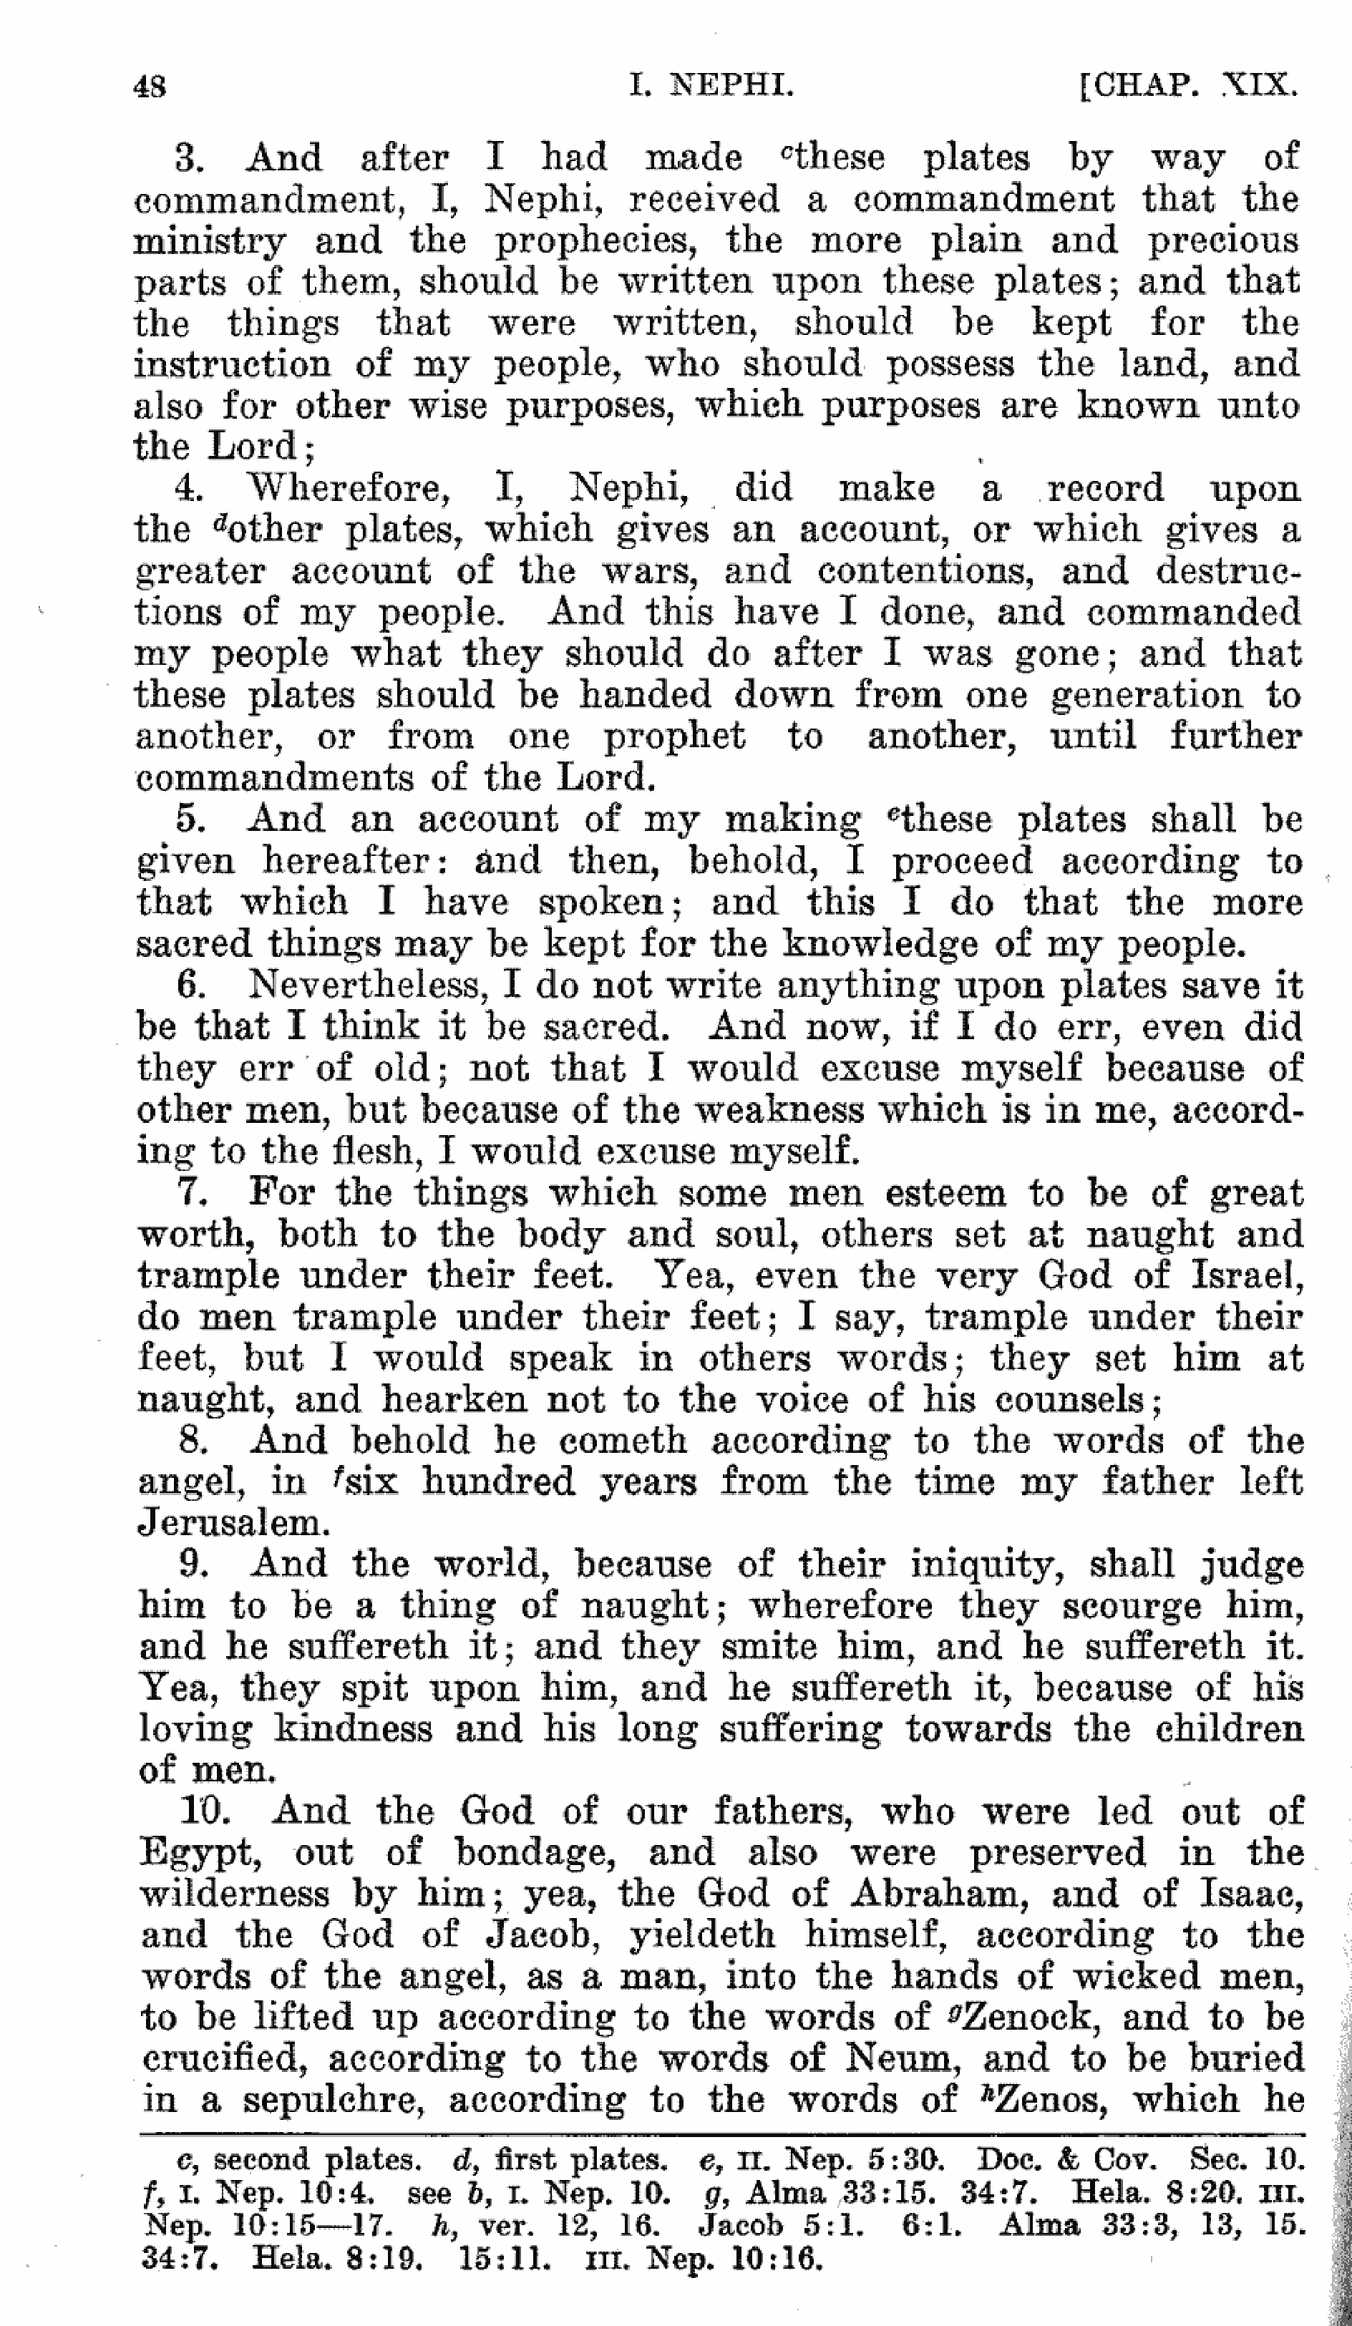 48 I. NEPHI. [CHAP. XIX.
3. And after I had made cthese plates by way of
commandment, I, Nephi, received a commandment that the
ministry and the prophecies, the more plain and precious
parts of them, should be written upon these plates; and that
the things that were written, should be kept for the
instruction of my people, who should possess the land, and
also for other wise purposes, which purposes are known unto
the Lord;
4. Wherefore, I, Nephi, did make a record upon
the dother plates, which gives an account, or which gives a
greater account of the wars, and contentions, and destruc-
tions of my people. And this have I done, and commanded
my people what they should do after I was gone; and that
these plates should be handed down from one generation to
another, or from one prophet to another, until further
commandments of the Lord.
5. And an account of my making ethese plates shall be
given hereafter: and then, behold, I proceed according to
that which I have spoken; and this I do that the more
sacred things may be kept for the knowledge of my people.
6. Nevertheless, I do not write anything upon plates save it
be that I think it be sacred. And now, if I do err, even did
they err of old; not that I would excuse myself because of
other men, but because of the weakness which is in me, accord-
ing to the flesh, I would excuse myself.
7. For the things which some men esteem to be of great
worth, both to the body and soul, others set at naught and
trample under their feet. Yea, even the very God of Israel,
do men trample under their feet; I say, trample under their
feet, but I would speak in others words; they set him at
naught, and hearken not to the voice of his counsels;
8. And behold he cometh according to the words of the
angel, in fsix hundred years from the time my father left
Jerusalem.
9. And the world, because of their iniquity, shall judge
him to be a thing of naught; wherefore they scourge him,
and he suffereth it; and they smite him, and he suffereth it.
Yea, they spit upon him, and he suffereth it, because of his
loving kindness and his long suffering towards the children
of men.
10. And the God of our fathers, who were led out of
Egypt, out of bondage, and also were preserved in the
wilderness by him; yea, the God of Abraham, and of Isaac,
and the God of Jacob, yieldeth himself, according to the
words of the angel, as a man, into the hands of wicked men,
to be lifted up according to the words of gZenock, and to be
crucified, according to the words of Neum, and to be buried
in a sepulchre, according to the words of hZenos, which he
c, second plates. d, first plates. e, II. Nep. 5:30. Doc. & Cov. Sec. 10.
f, I. Nep. 10:4. see b, I. Nep. 10. g, Alma 33:15. 34:7. Hela. 8:20. III.
Nep. 10:15—17. h, ver. 12, 16. Jacob 5:1. 6:1. Alma 33:3, 13, 15.
34:7. Hela. 8:19. 15:11. III. Nep. 10:16.